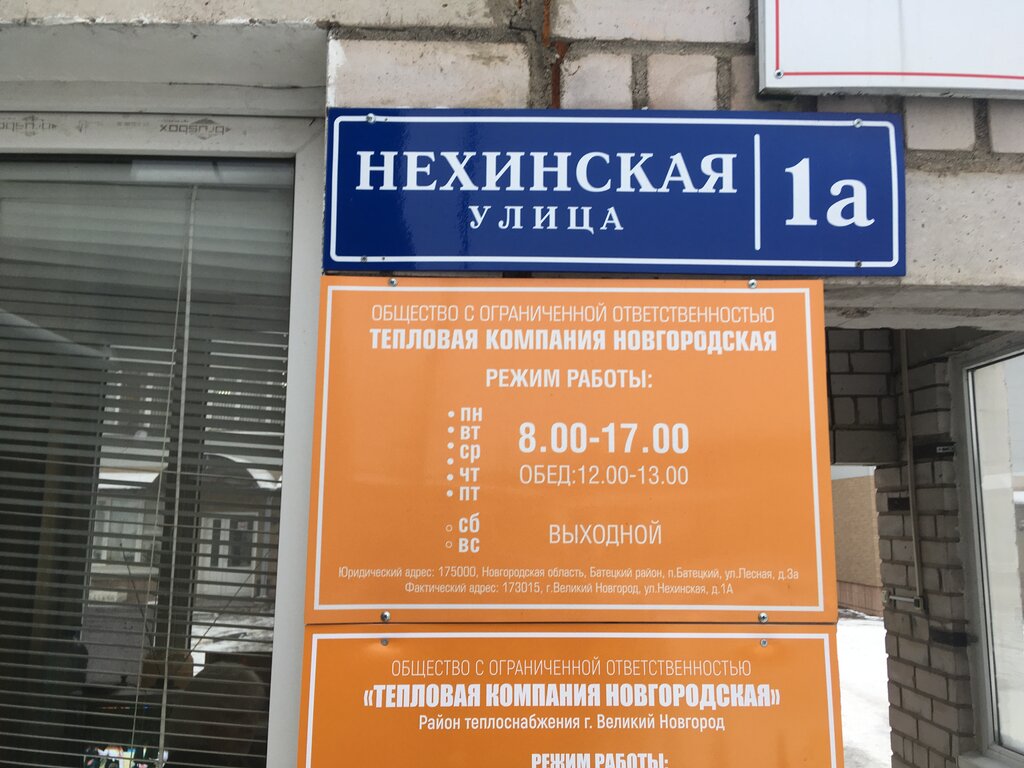 НЕХИНСКАЯ
УЛИЦА
1а
ОБЩЕСТВО С ОГРАНИЧЕННОЙ ОТВЕТСТВЕННОСТЬЮ
ТЕПЛОВАЯ КОМПАНИЯ НОВГОРОДСКАЯ
РЕЖИМ РАБОТЫ:
• ПН
• ВТ
• СР
• ЧТ
• ПТ
8.00-17.00
ОБЕД:12.00-13.00
○ СБ
○ ВС
ВЫХОДНОЙ
Юридический адрес: 175000, Новгородская область, Батецкий район, п.Батецкий, ул.Лесная, д.3а
Фактический адрес: 173015, г.Великий Новгород, ул.Нехинская, д.1А
ОБЩЕСТВО С ОГРАНИЧЕННОЙ ОТВЕТСТВЕННОСТЬЮ
«ТЕПЛОВАЯ КОМПАНИЯ НОВГОРОДСКАЯ»
Район теплоснабжения г. Великий Новгород
РЕЖИМ РАБОТЫ: